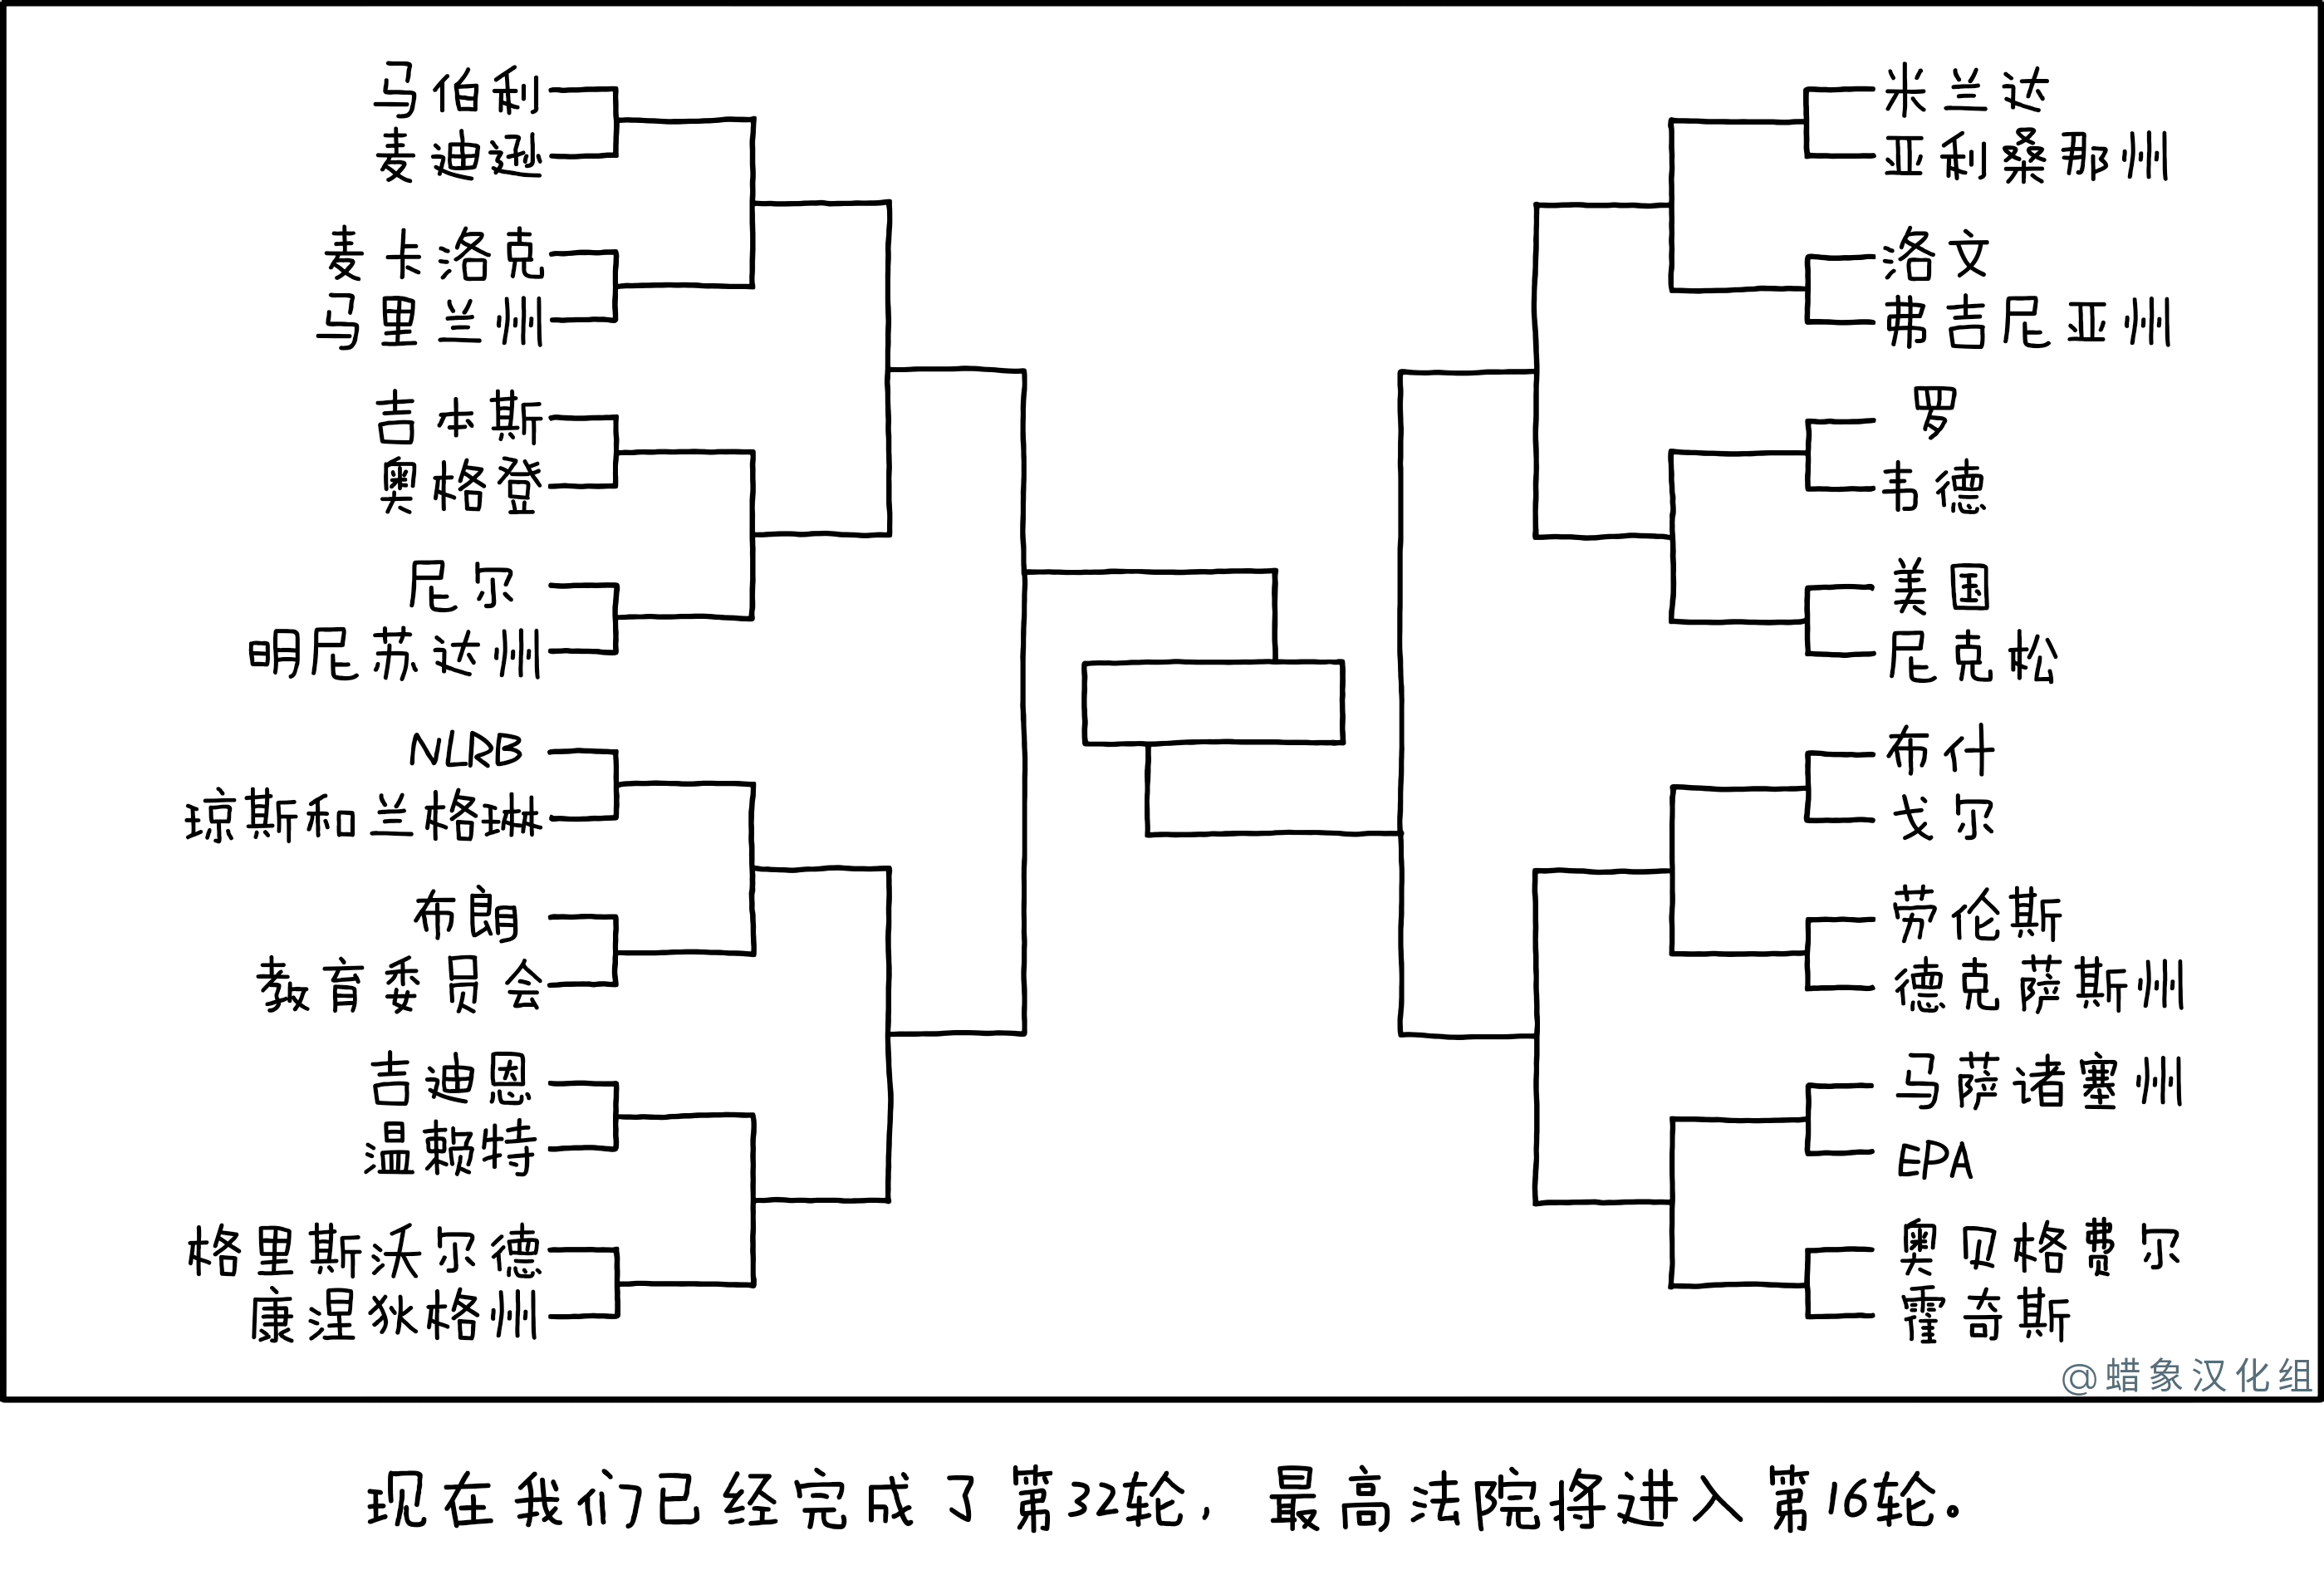 马伯利
麦迪逊
麦卡洛克
马里兰州
吉本斯
奥格登
尼尔
明尼苏达州
NLRB
琼斯和兰格琳
布朗
教育委员会
吉迪恩
温赖特
格里斯沃尔德
康涅狄格州
米兰达
亚利桑那州
洛文
弗吉尼亚州
罗
韦德
美国
尼克松
布什
戈尔
劳伦斯
德克萨斯州
马萨诸塞州
EPA
奥贝格费尔
霍奇斯
@蜡象汉化组
现在我们已经完成了第32轮，最高法院将进入第16轮。